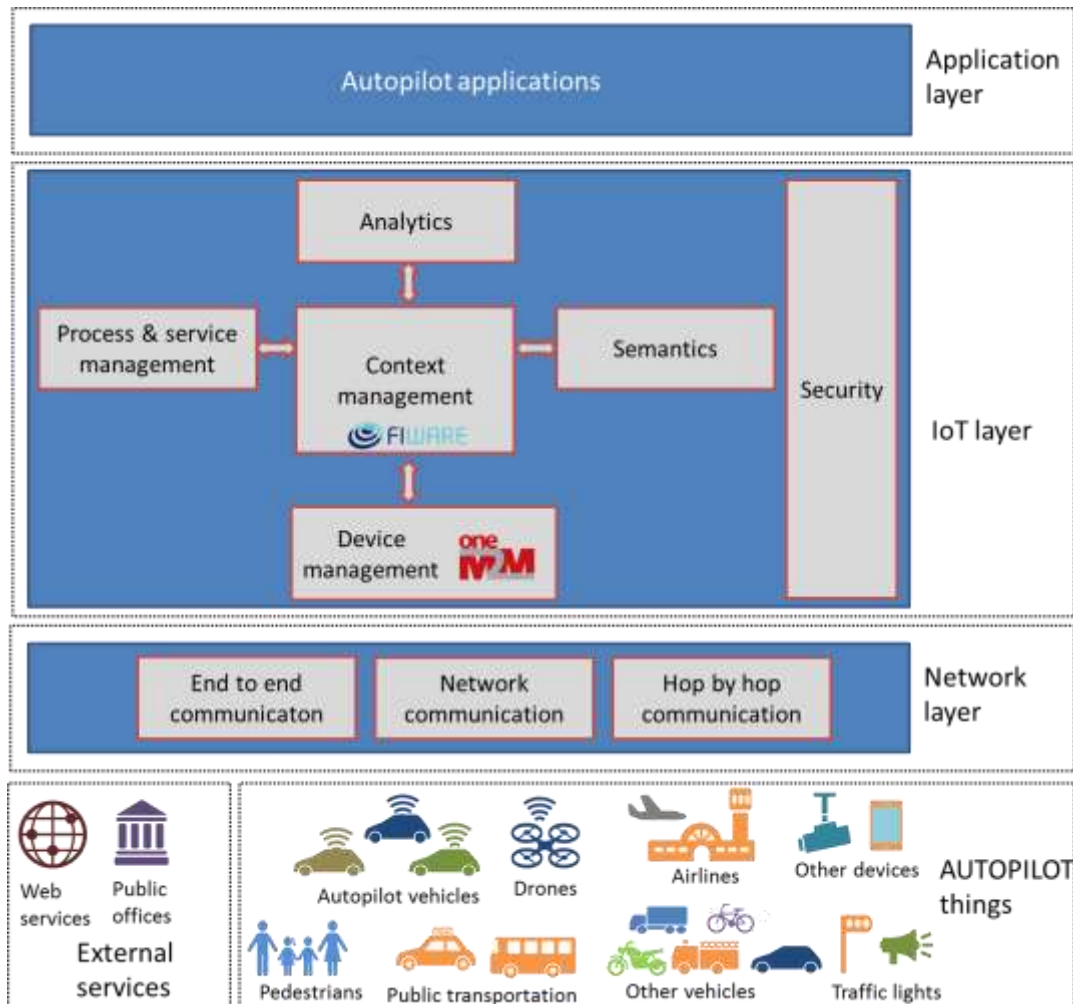 Autopilot applications
Application
layer
Analytics
Process & service
management
Context
management
FIWARE
Semantics
Security
IoT layer
Device
management
one
M2M
End to end
communicaton
Network
communication
Hop by hop
communication
Network
layer
Web
services
Public
offices
External
services
Autopilot vehicles
Drones
Airlines
Other devices
AUTOPILOT
things
Pedestrians
Public transportation
Other vehicles
Traffic lights